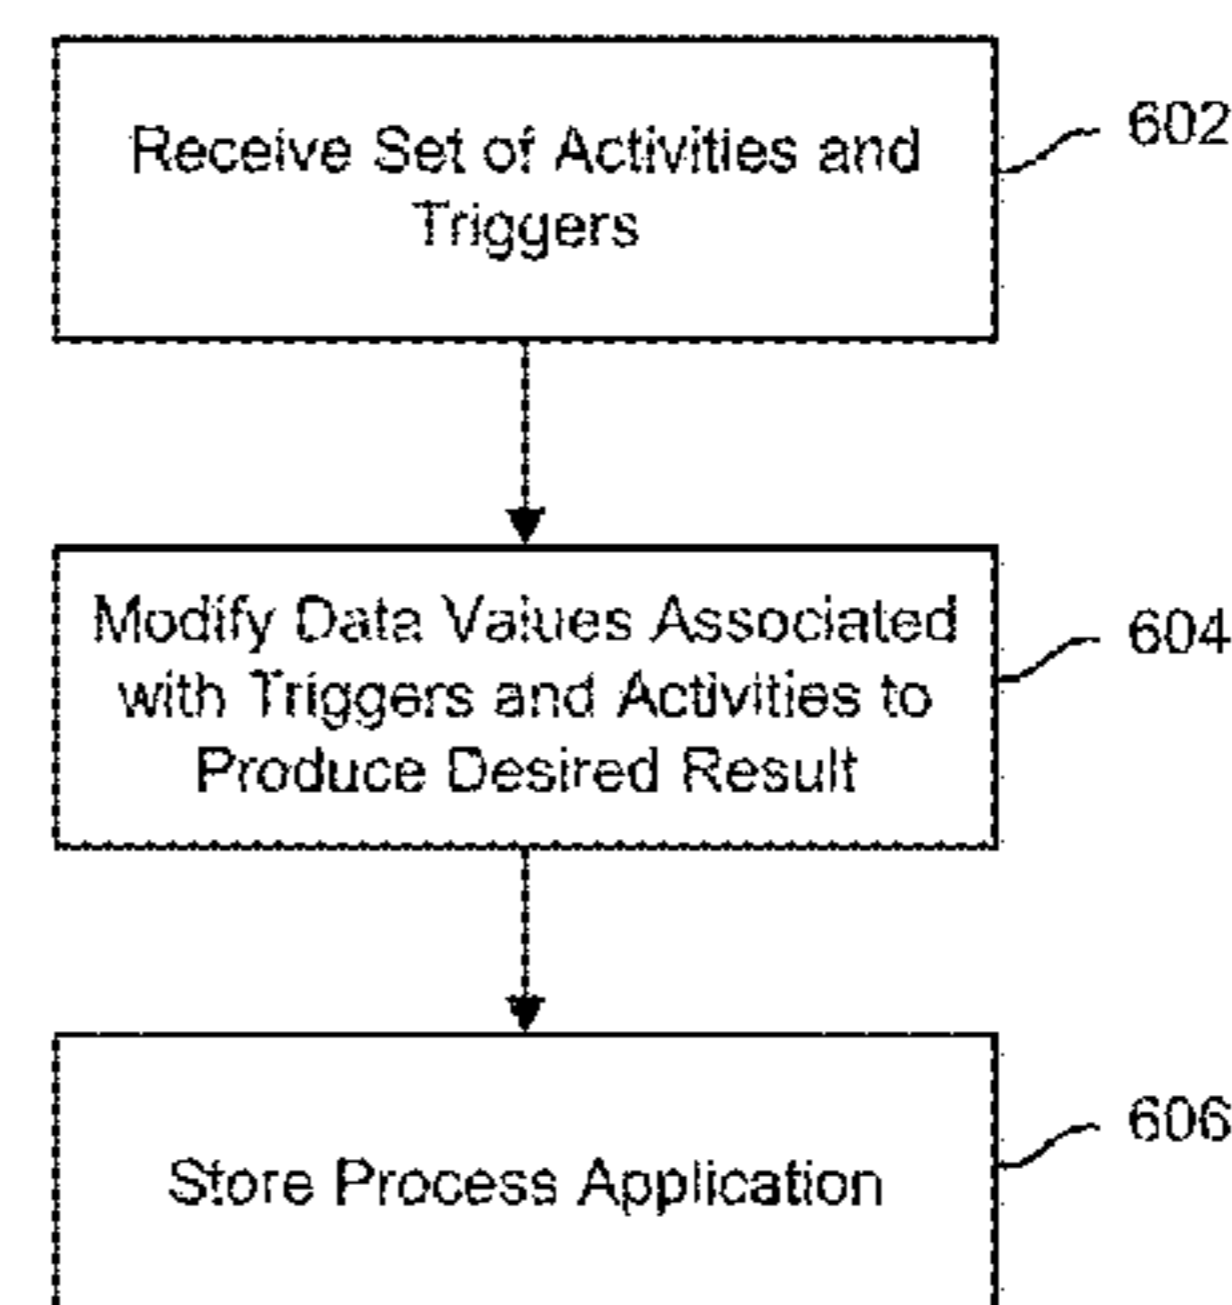 Receive Set of Activities and
Triggers
602
Modify Data Values Associated
with Triggers and Activities to
Produce Desired Result
604
Store Process Application
606